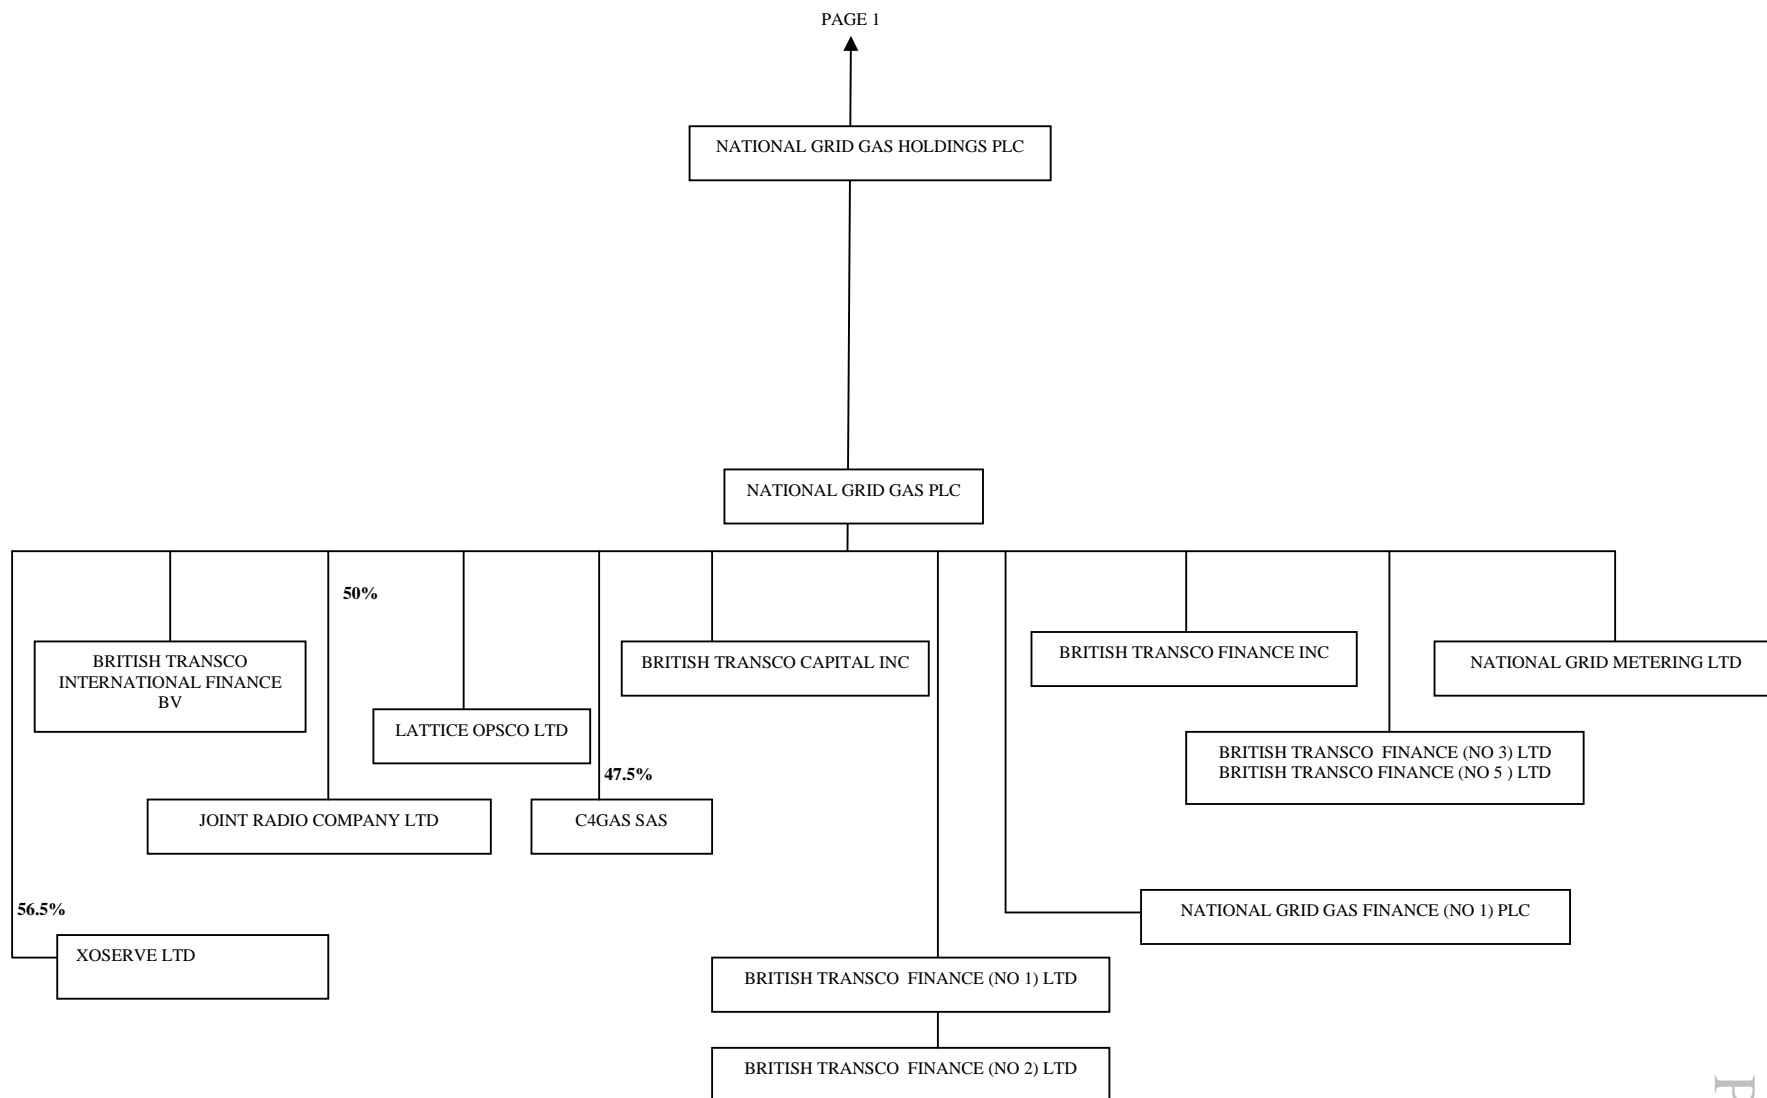 PAGE 1
NATIONAL GRID GAS HOLDINGS PLC
NATIONAL GRID GAS PLC
50%
BRITISH TRANSCO
INTERNATIONAL FINANCE
BV
BRITISH TRANSCO CAPITAL INC
BRITISH TRANSCO FINANCE INC
NATIONAL GRID METERING LTD
LATTICE OPSCO LTD
47.5%
BRITISH TRANSCO  FINANCE (NO 3) LTD
BRITISH TRANSCO FINANCE (NO 5 ) LTD
JOINT RADIO COMPANY LTD
C4GAS SAS
56.5%
NATIONAL GRID GAS FINANCE (NO 1) PLC
XOSERVE LTD
BRITISH TRANSCO  FINANCE (NO 1) LTD
BRITISH TRANSCO  FINANCE (NO 2) LTD
P